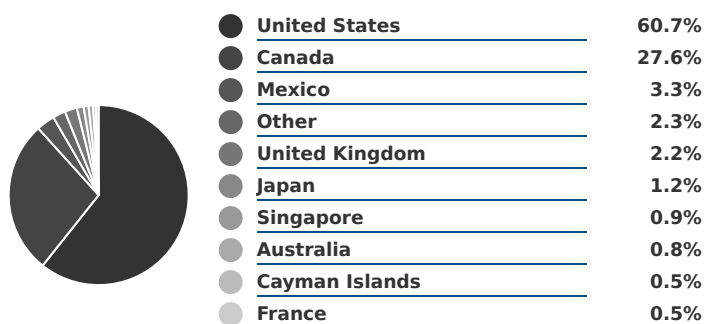 United States 60.7%
Canada 27.6%
Mexico 3.3%
Other 2.3%
United Kingdom 2.2%
Japan 1.2%
Singapore 0.9%
Australia 0.8%
Cayman Islands 0.5%
France 0.5%